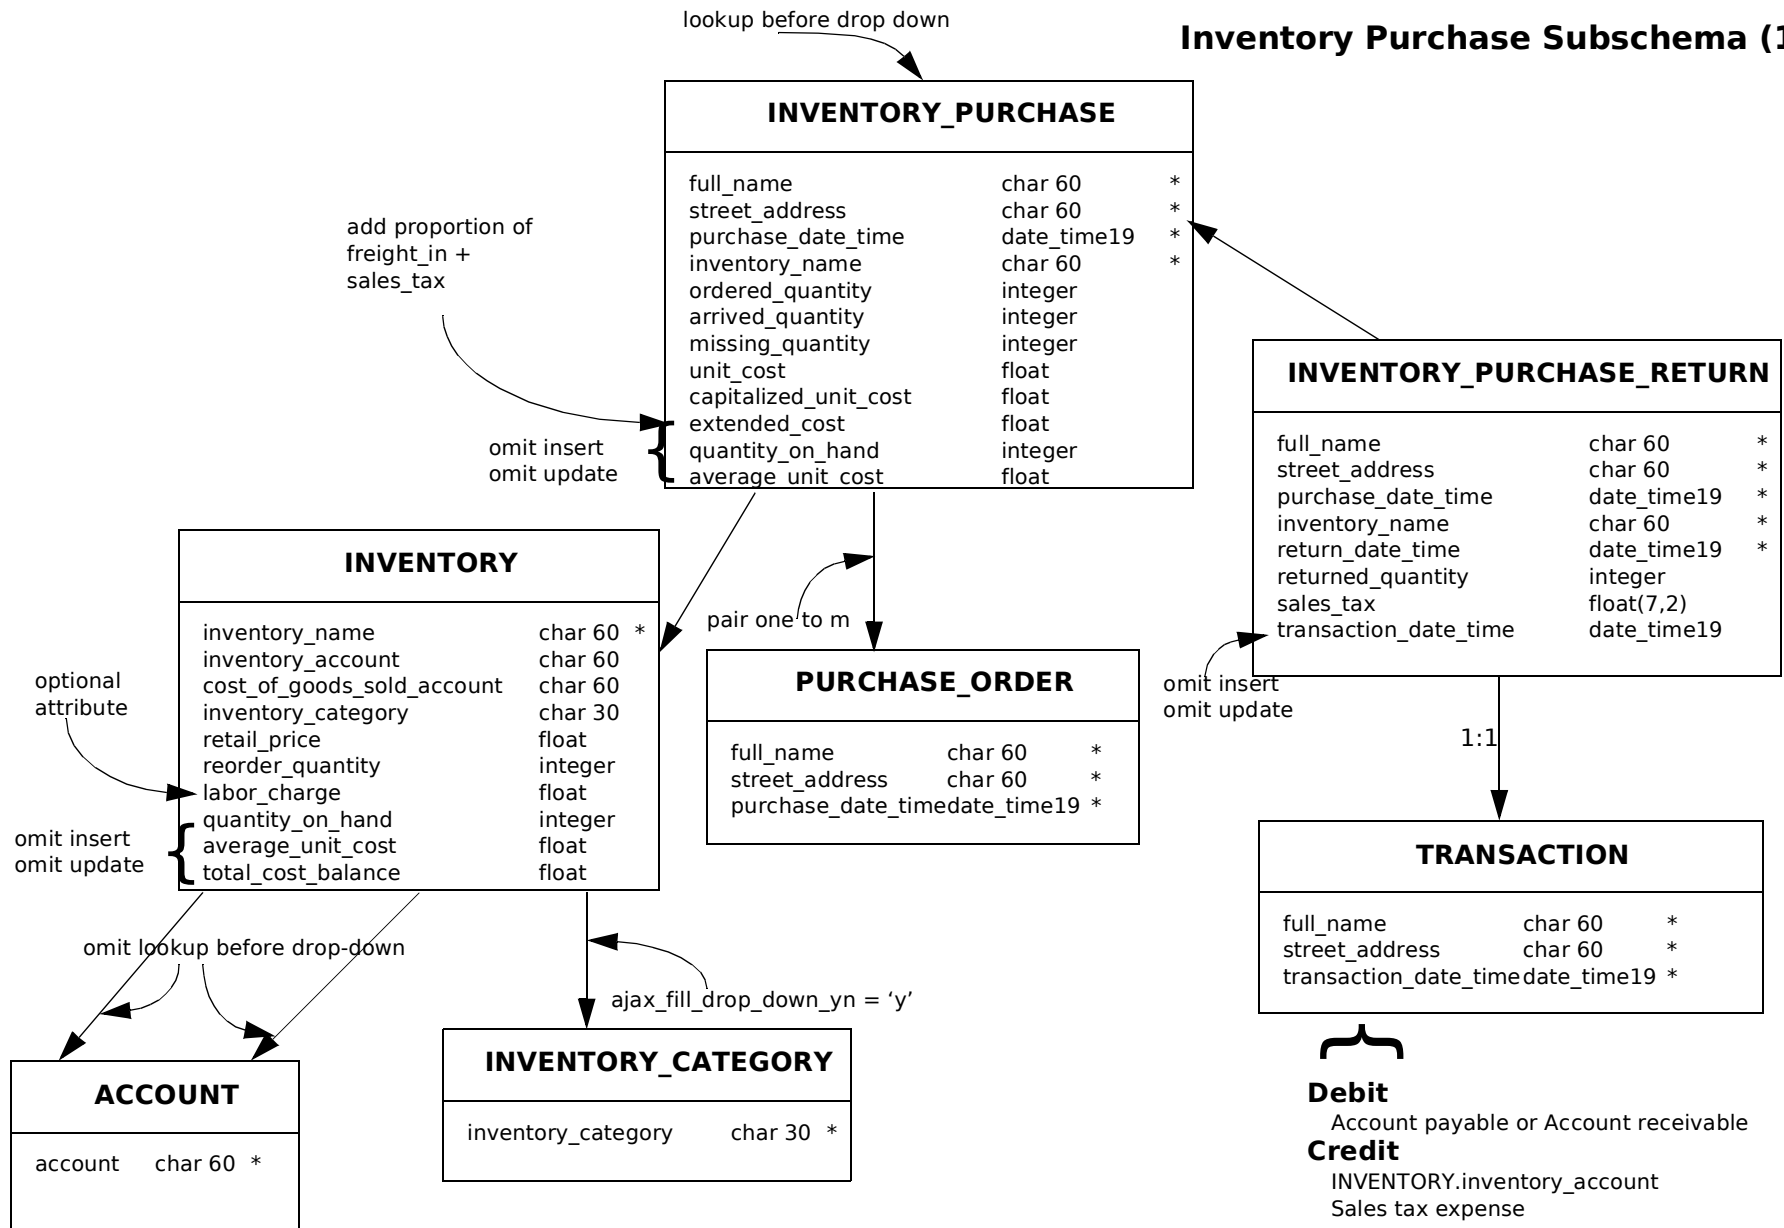 lookup before drop down
Inventory Purchase Subschema (1
INVENTORY_PURCHASE
full_name char 60 *
street_address char 60 *
purchase_date_time date_time19 *
inventory_name char 60 *
ordered_quantity integer
arrived_quantity integer
missing_quantity integer
unit_cost float
capitalized_unit_cost float
extended_cost float
quantity_on_hand integer
average_unit_cost float
add proportion of
freight_in +
sales_tax
omit insert
omit update
INVENTORY_PURCHASE_RETURN
full_name char 60 *
street_address char 60 *
purchase_date_time date_time19 *
inventory_name char 60 *
return_date_time date_time19 *
returned_quantity integer
sales_tax float(7,2)
transaction_date_time date_time19
omit insert
omit update
INVENTORY
inventory_name char 60 *
inventory_account char 60
cost_of_goods_sold_account char 60
inventory_category char 30
retail_price float
reorder_quantity integer
labor_charge float
quantity_on_hand integer
average_unit_cost float
total_cost_balance float
optional
attribute
omit insert
omit update
pair one to m
PURCHASE_ORDER
full_name char 60 *
street_address char 60 *
purchase_date_timedate_time19 *
1:1
TRANSACTION
full_name char 60 *
street_address char 60 *
transaction_date_timedate_time19 *
omit lookup before drop-down
ajax_fill_drop_down_yn = ‘y’
ACCOUNT
account char 60 *
INVENTORY_CATEGORY
inventory_category char 30 *
Debit
Account payable or Account receivable
Credit
INVENTORY.inventory_account
Sales tax expense